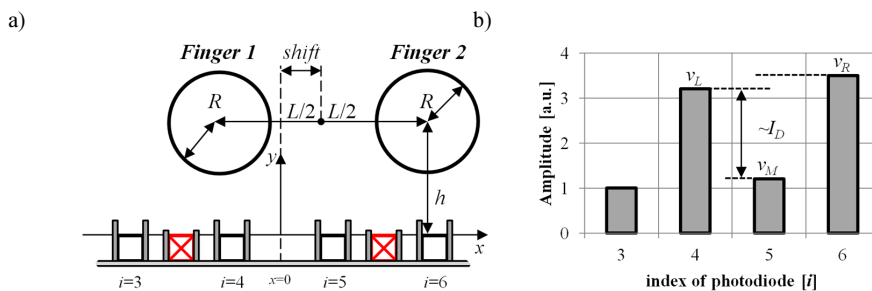 a)
Finger 1
shift
Finger 2
R
L/2
L/2
R
y
h
x
i=3
i=4
x=0
i=5
i=6
b)
Amplitude [a.u.]
4
3
2
1
0
v_L
v_R
~I_D
v_M
3
4
5
6
index of photodiode [i]